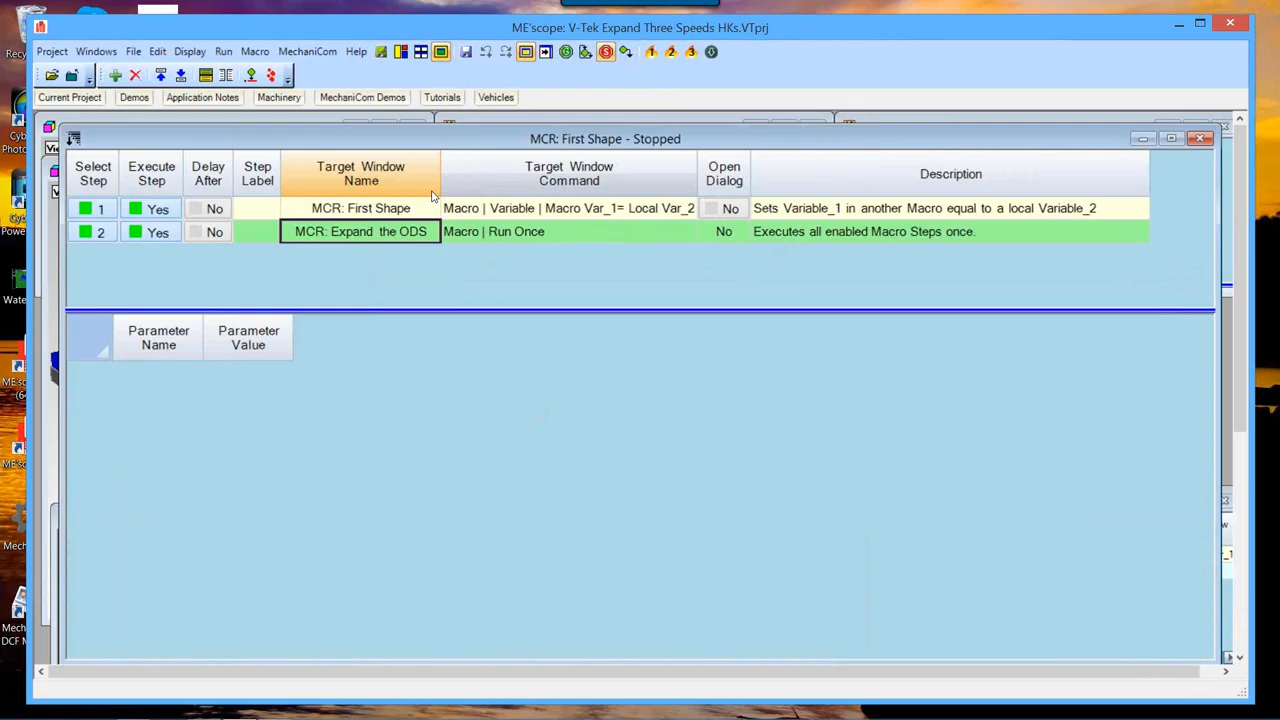 ME'scope: V-Tek Expand Three Speeds HKs.VTprj
Project Windows File Edit Display Run Macro MechaniCom Help
Current Project Demos Application Notes Machinery MechaniCom Demos Tutorials Vehicles
MCR: First Shape - Stopped
Select Step Execute Step Delay After Step Label Target Window Name Target Window Command Open Dialog Description
1 Yes No MCR: First Shape Macro | Variable | Macro Var_1= Local Var_2 No Sets Variable_1 in another Macro equal to a local Variable_2
2 Yes No MCR: Expand the ODS Macro | Run Once No Executes all enabled Macro Steps once.
Parameter Name Parameter Value